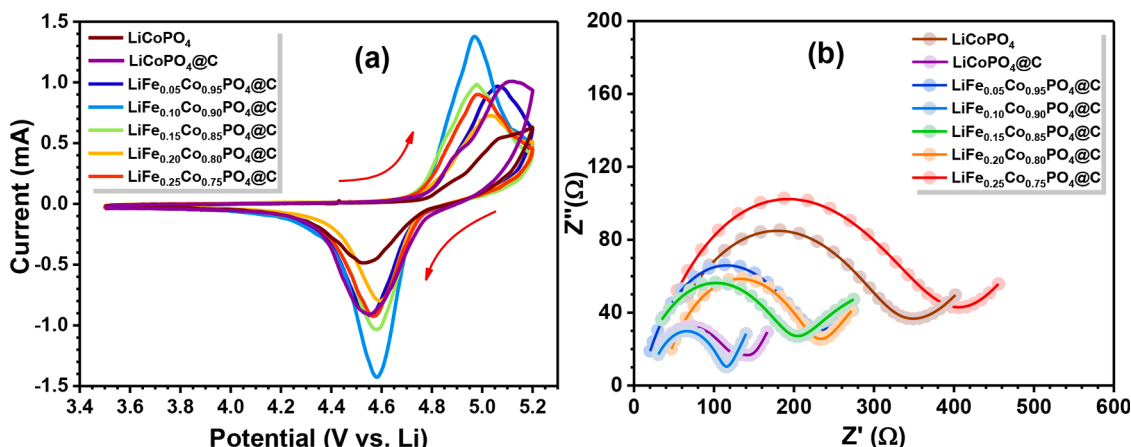 (a)
LiCoPO₄
LiCoPO₄@C
LiFe₀.₀₅Co₀.₉₅PO₄@C
LiFe₀.₁₀Co₀.₉₀PO₄@C
LiFe₀.₁₅Co₀.₈₅PO₄@C
LiFe₀.₂₀Co₀.₈₀PO₄@C
LiFe₀.₂₅Co₀.₇₅PO₄@C
Current (mA)
1.5
1.0
0.5
0.0
-0.5
-1.0
-1.5
3.4 3.6 3.8 4.0 4.2 4.4 4.6 4.8 5.0 5.2
Potential (V vs. Li)
(b)
LiCoPO₄
LiCoPO₄@C
LiFe₀.₀₅Co₀.₉₅PO₄@C
LiFe₀.₁₀Co₀.₉₀PO₄@C
LiFe₀.₁₅Co₀.₈₅PO₄@C
LiFe₀.₂₀Co₀.₈₀PO₄@C
LiFe₀.₂₅Co₀.₇₅PO₄@C
Z''(Ω)
200
160
120
80
40
0
0 100 200 300 400 500 600
Z' (Ω)